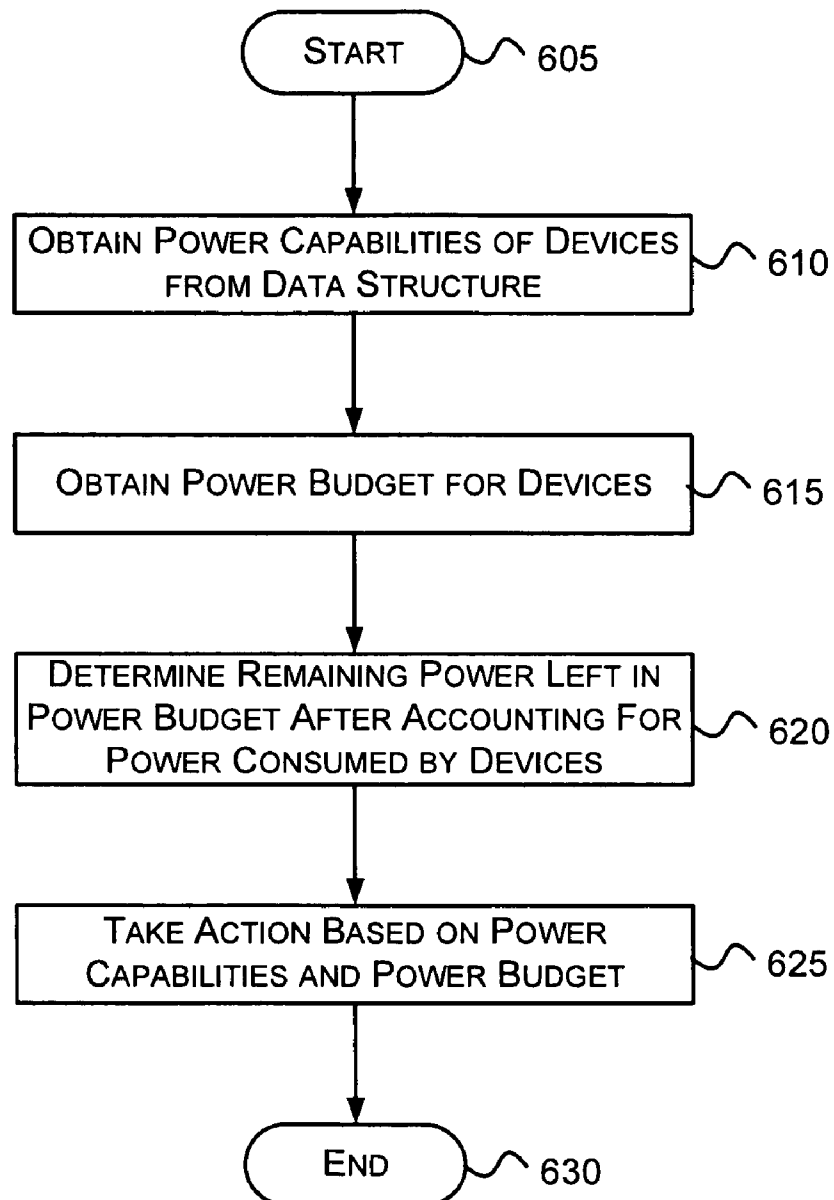 START
605
OBTAIN POWER CAPABILITIES OF DEVICES
FROM DATA STRUCTURE
610
OBTAIN POWER BUDGET FOR DEVICES
615
DETERMINE REMAINING POWER LEFT IN
POWER BUDGET AFTER ACCOUNTING FOR
POWER CONSUMED BY DEVICES
620
TAKE ACTION BASED ON POWER
CAPABILITIES AND POWER BUDGET
625
END
630